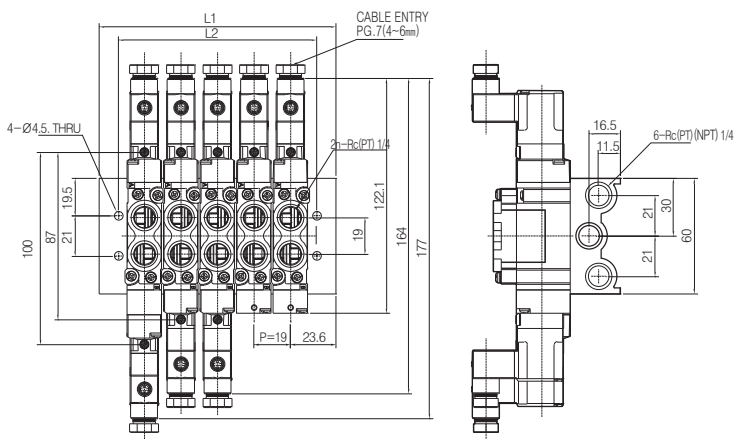 L1
L2
CABLE ENTRY
PG.7(4~6㎜)
4-Ø4.5. THRU
2n-Rc(PT) 1/4
19.5
21
87
100
19
122.1
164
177
P=19
23.6
16.5
11.5
6-Rc(PT)(NPT) 1/4
21
21
30
60